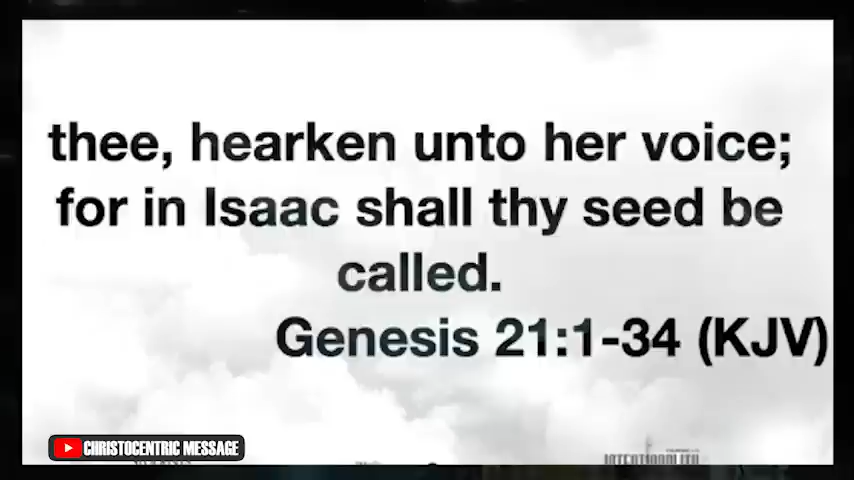 thee, hearken unto her voice;
for in Isaac shall thy seed be
called.
Genesis 21:1-34 (KJV)
CHRISTOCENTRIC MESSAGE